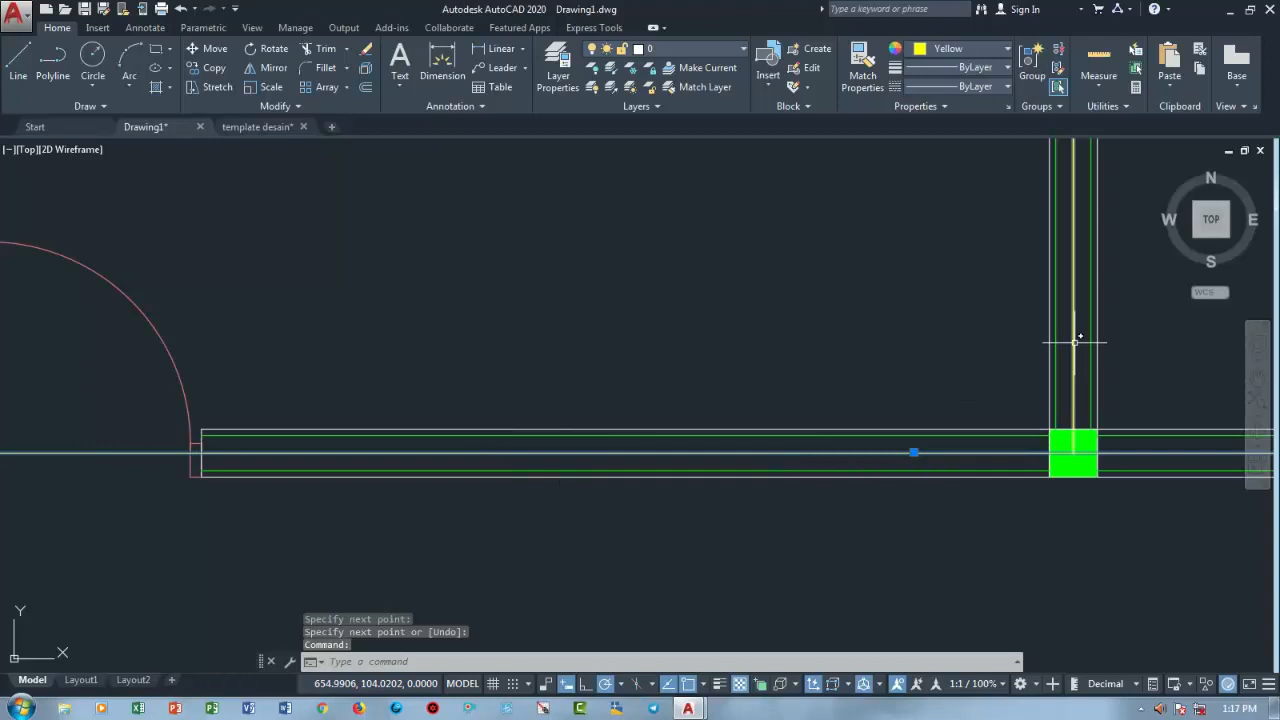 Autodesk AutoCAD 2020 Drawing1.dwg
Type a keyword or phrase
Sign In
Home Insert Annotate Parametric View Manage Output Add-ins Collaborate Express Tools Featured Apps
Line Polyline Circle Arc
Move Rotate Trim
Copy Mirror Fillet
Stretch Scale Array
Text Dimension
Linear
Leader
Table
Layer Properties
0
Make Current
Match Layer
Insert
Create
Edit
Match Properties
Yellow
ByLayer
ByLayer
Group
Measure
Paste
Base
Draw Modify Annotation Layers Block Properties Groups Utilities Clipboard View
Start Drawing1* template desain*
[−][Top][2D Wireframe]
N
W TOP E
S
WCS
Y
X
Specify next point:
Specify next point or [Undo]:
Command:
Type a command
Model Layout1 Layout2
654.9906, 104.0202, 0.0000 MODEL
1:1 / 100%
Decimal
1:17 PM